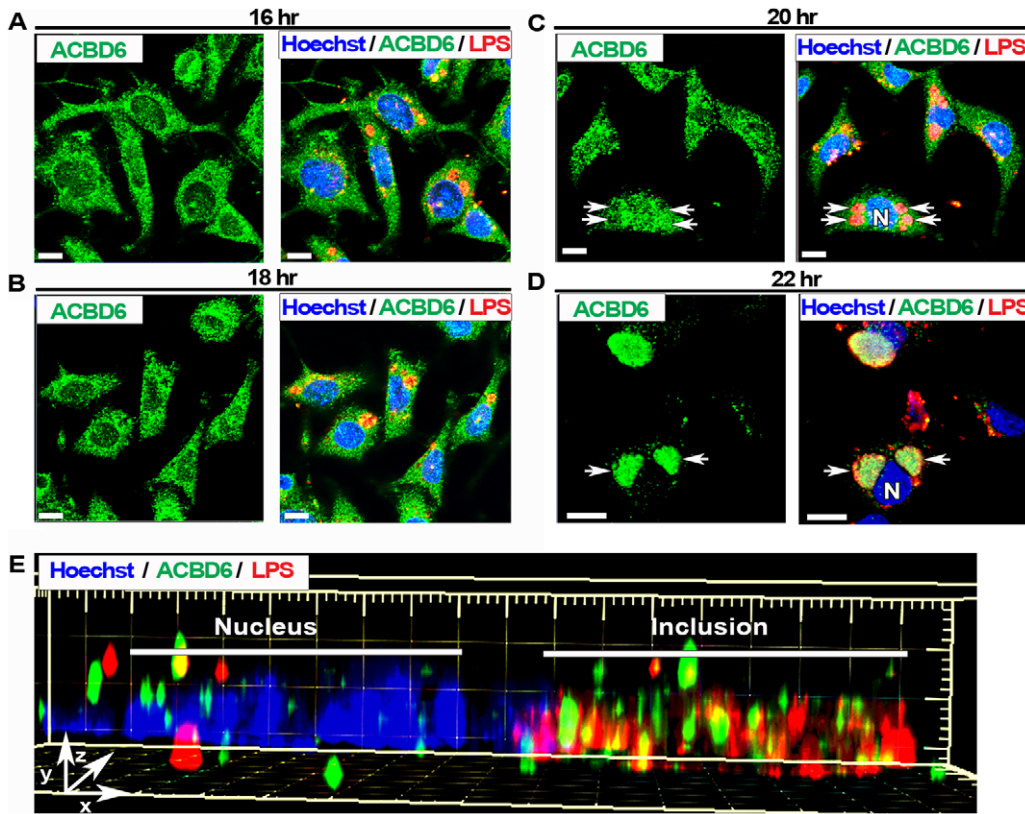 A
16 hr
ACBD6
Hoechst / ACBD6 / LPS
B
18 hr
ACBD6
Hoechst / ACBD6 / LPS
C
20 hr
ACBD6
Hoechst / ACBD6 / LPS
N
D
22 hr
ACBD6
Hoechst / ACBD6 / LPS
N
E
Hoechst / ACBD6 / LPS
Nucleus
Inclusion
z
y
x